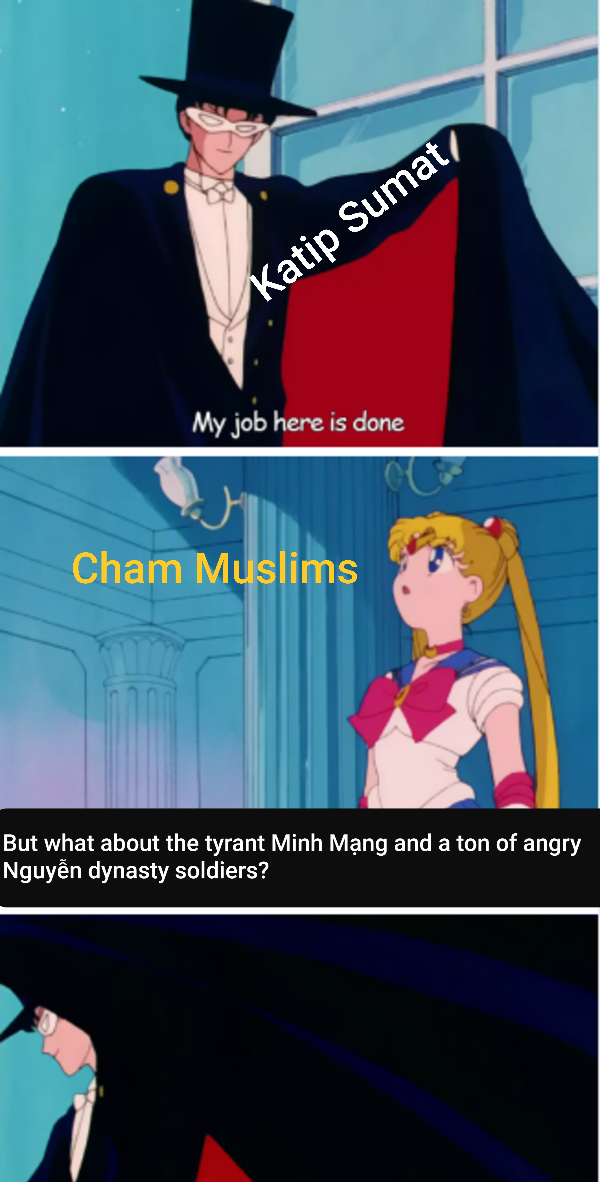 Katip Sumat
My job here is done
Cham Muslims
But what about the tyrant Minh Mạng and a ton of angry
Nguyễn dynasty soldiers?